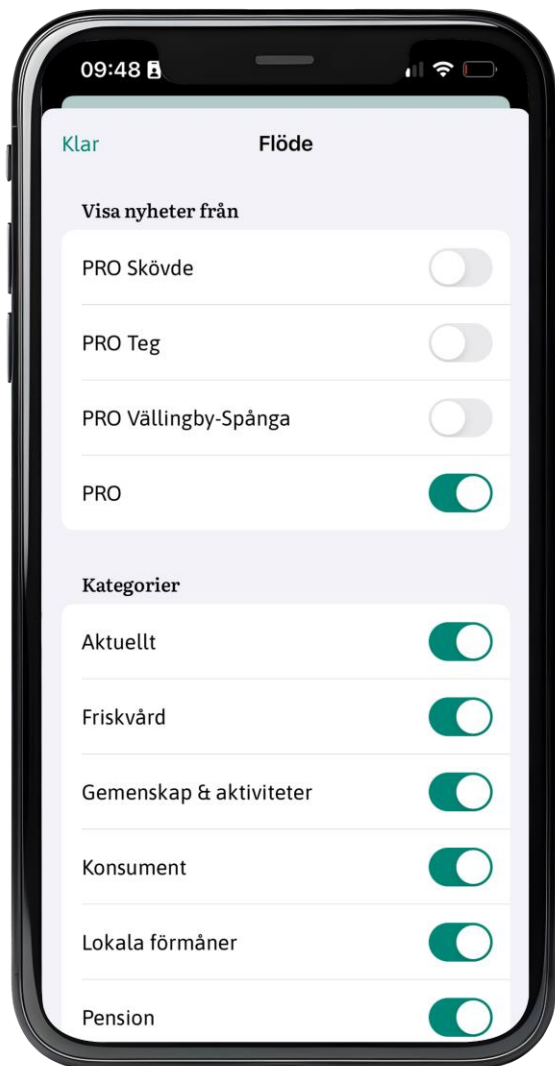 09:48
Klar
Flöde
Visa nyheter från
PRO Skövde
PRO Teg
PRO Vällingby-Spånga
PRO
Kategorier
Aktuellt
Friskvård
Gemenskap & aktiviteter
Konsument
Lokala förmåner
Pension